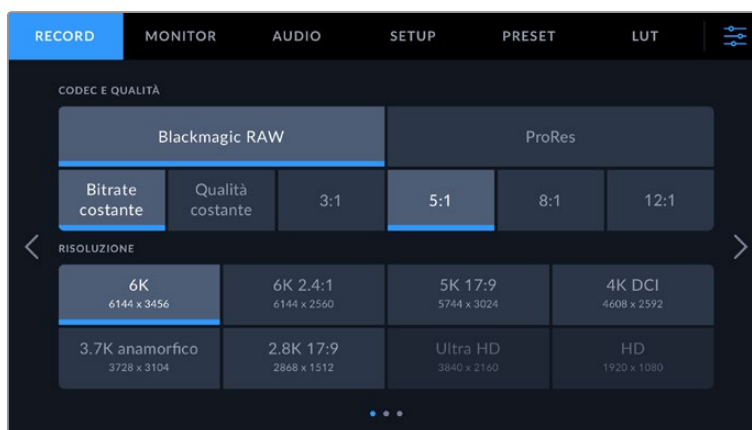 RECORD MONITOR AUDIO SETUP PRESET LUT
CODEC E QUALITÀ
Blackmagic RAW ProRes
Bitrate costante Qualità costante 3:1 5:1 8:1 12:1
RISOLUZIONE
6K 6K 2.4:1 5K 17:9 4K DCI
6144 x 3456 6144 x 2560 5744 x 3024 4608 x 2592
3.7K anamorfico 2.8K 17:9 Ultra HD HD
3728 x 3104 2868 x 1512 3840 x 2160 1920 x 1080